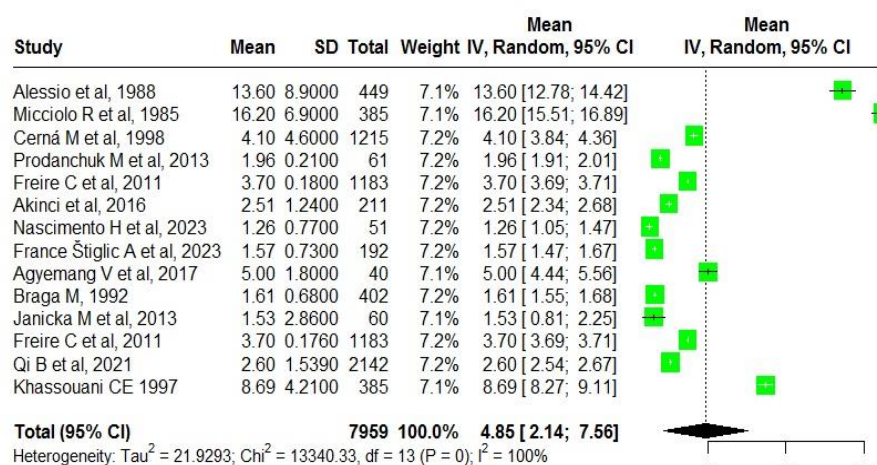 Mean Mean
Study Mean SD Total Weight IV, Random, 95% CI IV, Random, 95% CI
Alessio et al, 1988 13.60 8.9000 449 7.1% 13.60 [12.78; 14.42]
Micciolo R et al, 1985 16.20 6.9000 385 7.1% 16.20 [15.51; 16.89]
Cerná M et al, 1998 4.10 4.6000 1215 7.2% 4.10 [ 3.84; 4.36]
Prodanchuk M et al, 2013 1.96 0.2100 61 7.2% 1.96 [ 1.91; 2.01]
Freire C et al, 2011 3.70 0.1800 1183 7.2% 3.70 [ 3.69; 3.71]
Akinci et al, 2016 2.51 1.2400 211 7.2% 2.51 [ 2.34; 2.68]
Nascimento H et al, 2023 1.26 0.7700 51 7.2% 1.26 [ 1.05; 1.47]
France Štiglic A et al, 2023 1.57 0.7300 192 7.2% 1.57 [ 1.47; 1.67]
Agyemang V et al, 2017 5.00 1.8000 40 7.1% 5.00 [ 4.44; 5.56]
Braga M, 1992 1.61 0.6800 402 7.2% 1.61 [ 1.55; 1.68]
Janicka M et al, 2013 1.53 2.8600 60 7.1% 1.53 [ 0.81; 2.25]
Freire C et al, 2011 3.70 0.1760 1183 7.2% 3.70 [ 3.69; 3.71]
Qi B et al, 2021 2.60 1.5390 2142 7.2% 2.60 [ 2.54; 2.67]
Khassouani CE 1997 8.69 4.2100 385 7.1% 8.69 [ 8.27; 9.11]
Total (95% CI) 7959 100.0% 4.85 [ 2.14; 7.56]
Heterogeneity: Tau² = 21.9293; Chi² = 13340.33, df = 13 (P = 0); I² = 100%